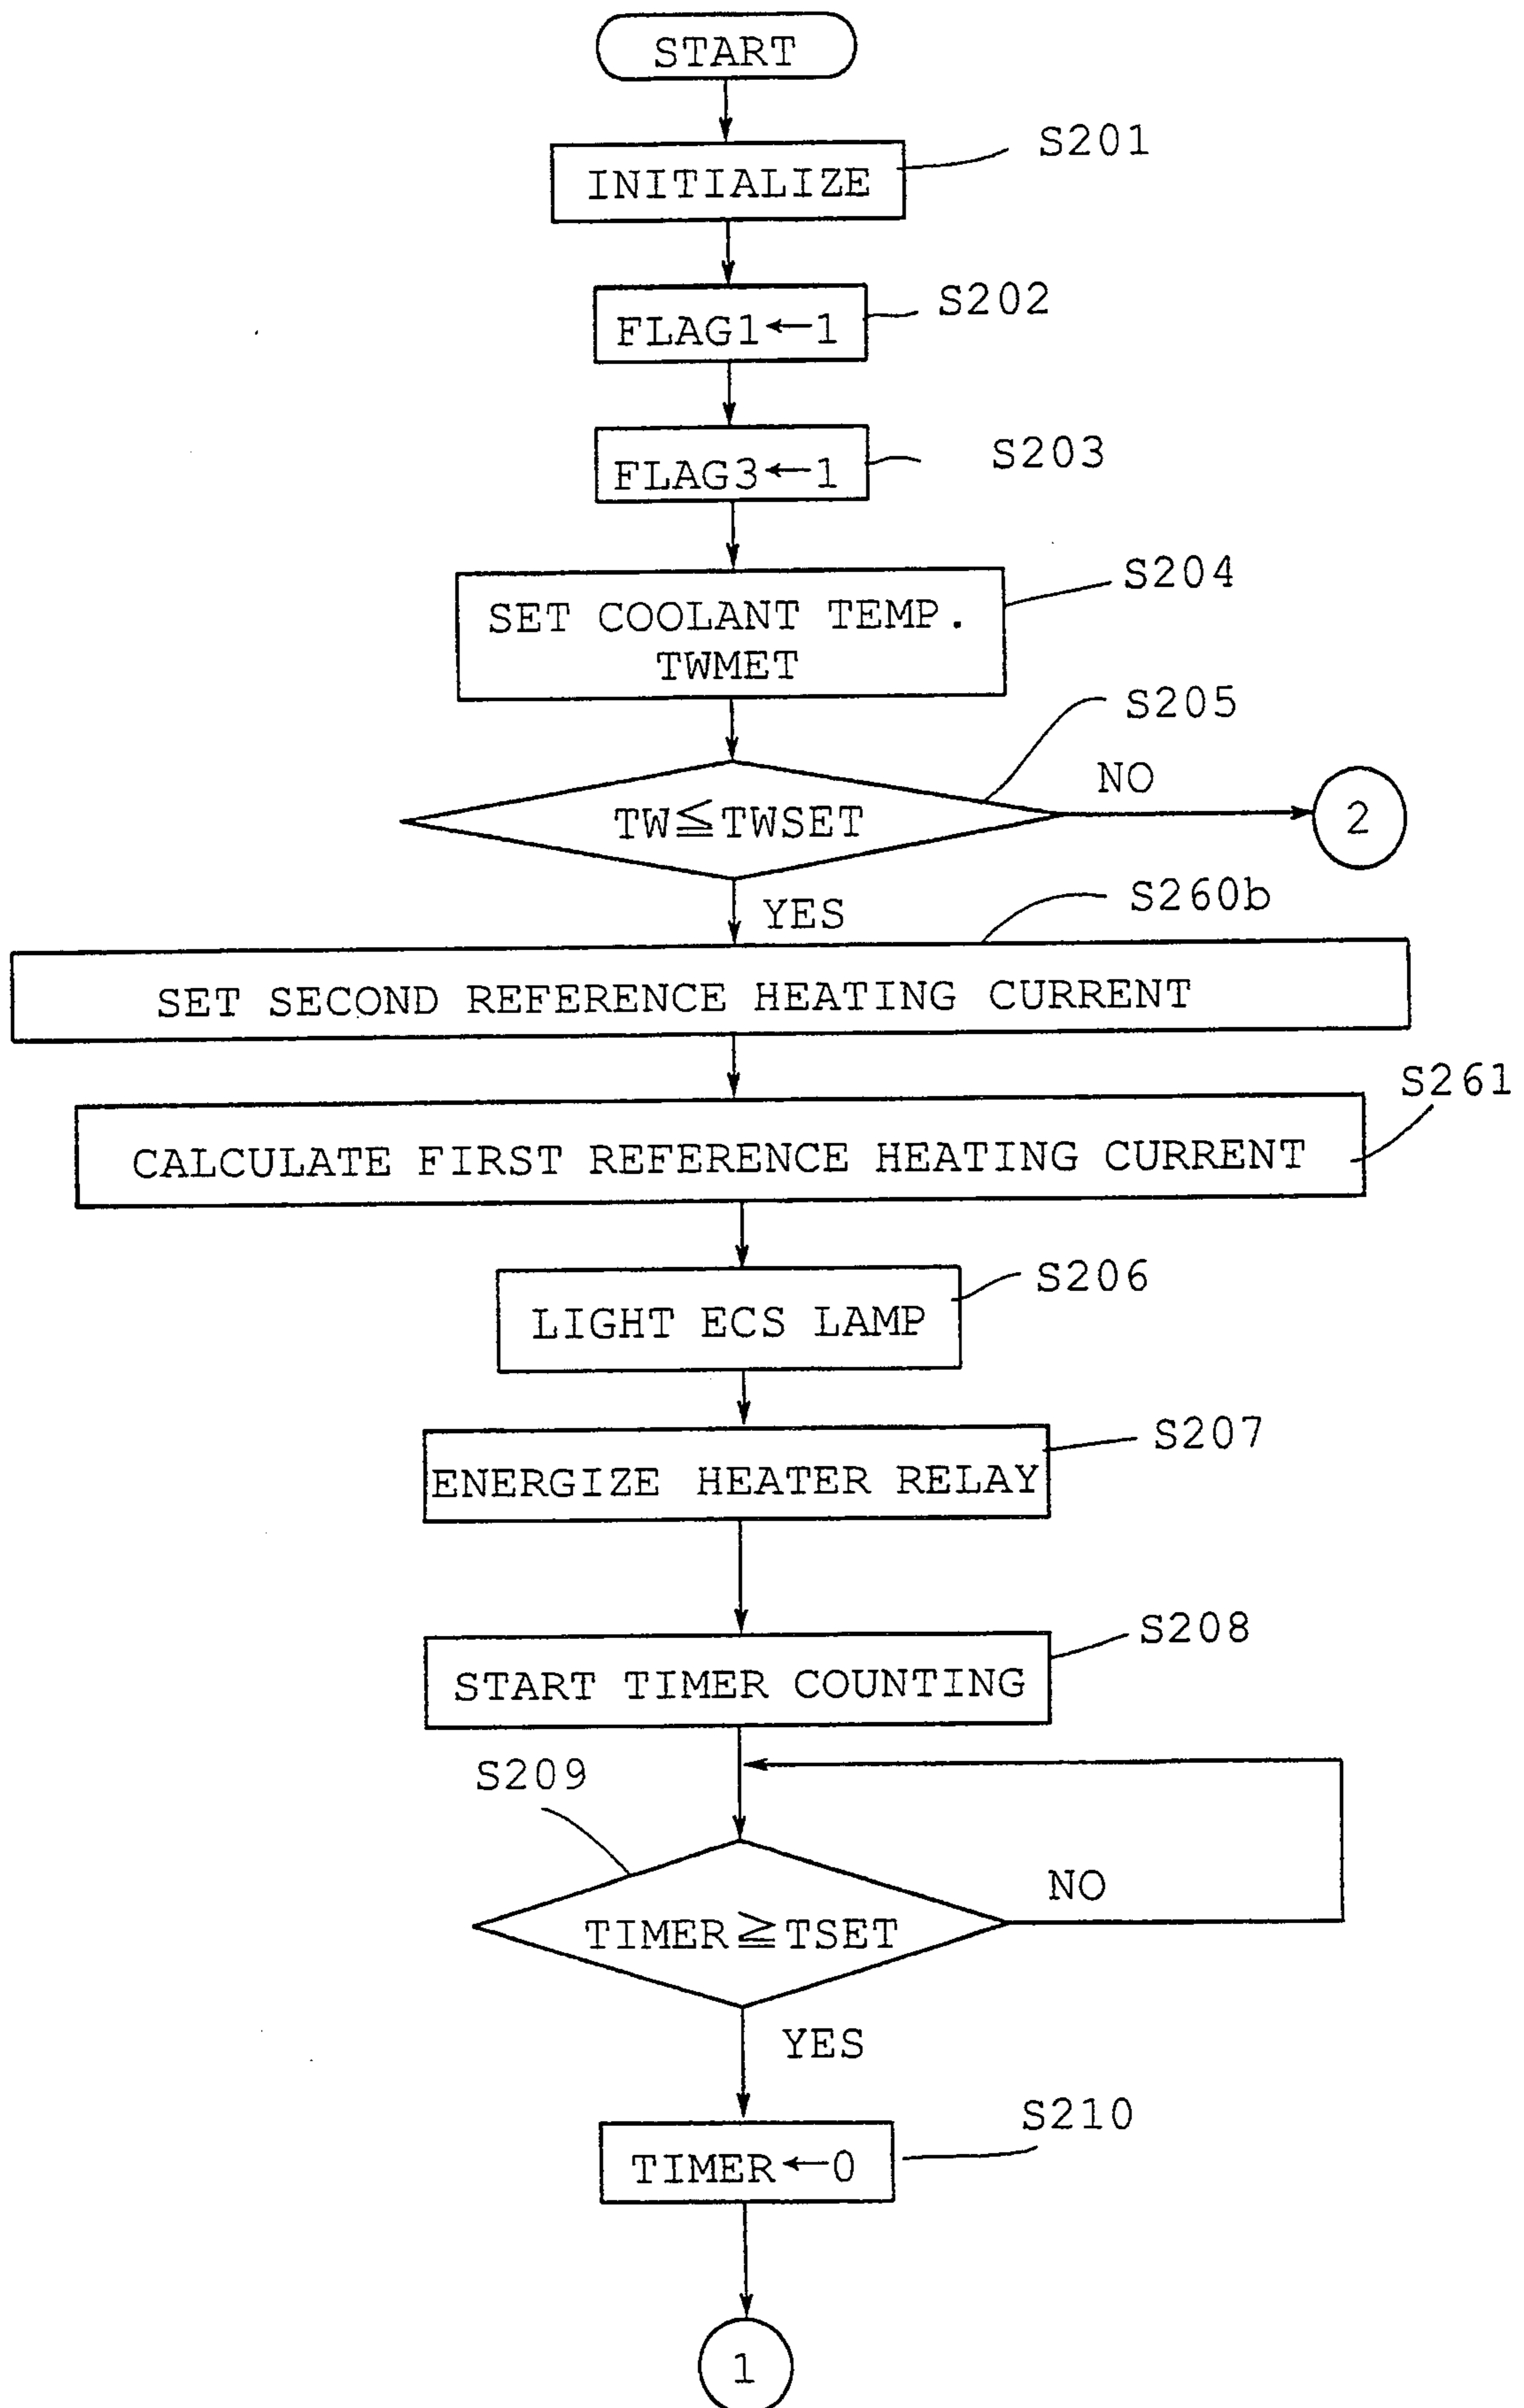 START
INITIALIZE
S201
FLAG1←1
S202
FLAG3←1
S203
SET COOLANT TEMP.
TWMET
S204
TW≦TWSET
S205
NO
2
YES
S260b
SET SECOND REFERENCE HEATING CURRENT
S261
CALCULATE FIRST REFERENCE HEATING CURRENT
S206
LIGHT ECS LAMP
S207
ENERGIZE HEATER RELAY
S208
START TIMER COUNTING
S209
TIMER≧TSET
NO
YES
S210
TIMER←0
1